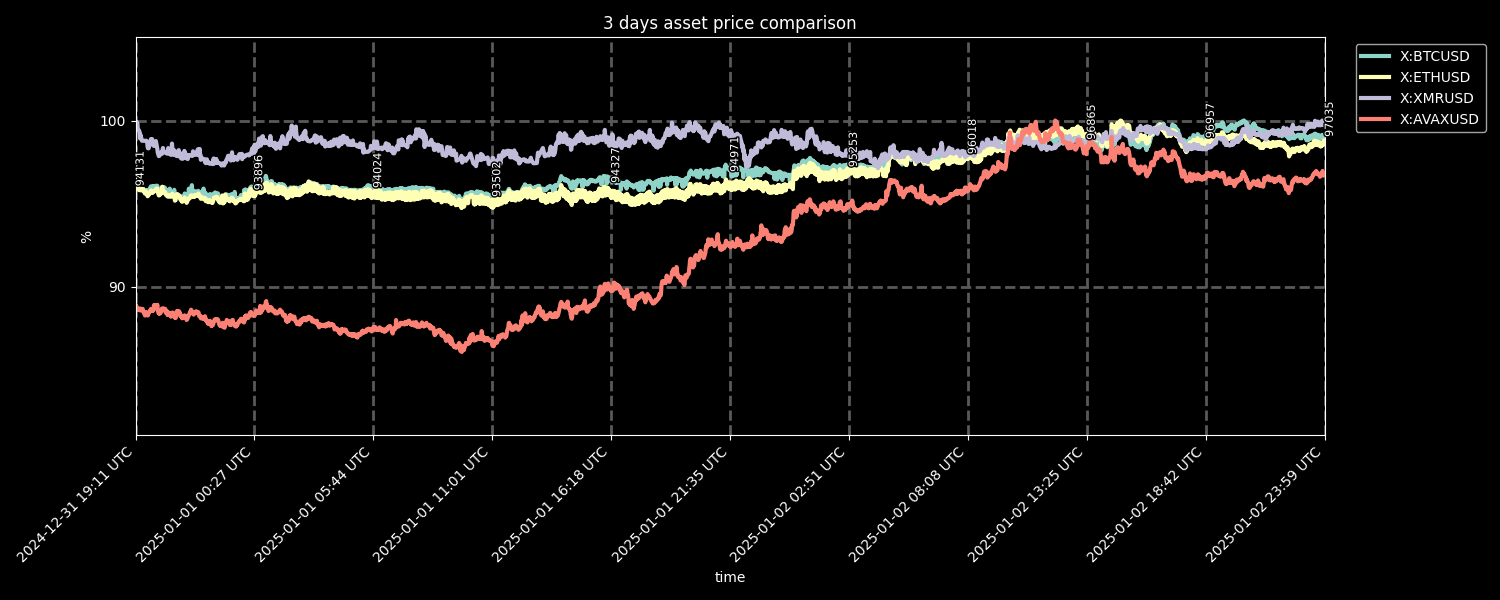 3 days asset price comparison
X:BTCUSD
X:ETHUSD
X:XMRUSD
X:AVAXUSD
100
90
%
94131
93896
94024
93502
94327
94971
95253
96018
96865
96957
97035
2024-12-31 19:11 UTC
2025-01-01 00:27 UTC
2025-01-01 05:44 UTC
2025-01-01 11:01 UTC
2025-01-01 16:18 UTC
2025-01-01 21:35 UTC
2025-01-02 02:51 UTC
2025-01-02 08:08 UTC
2025-01-02 13:25 UTC
2025-01-02 18:42 UTC
2025-01-02 23:59 UTC
time